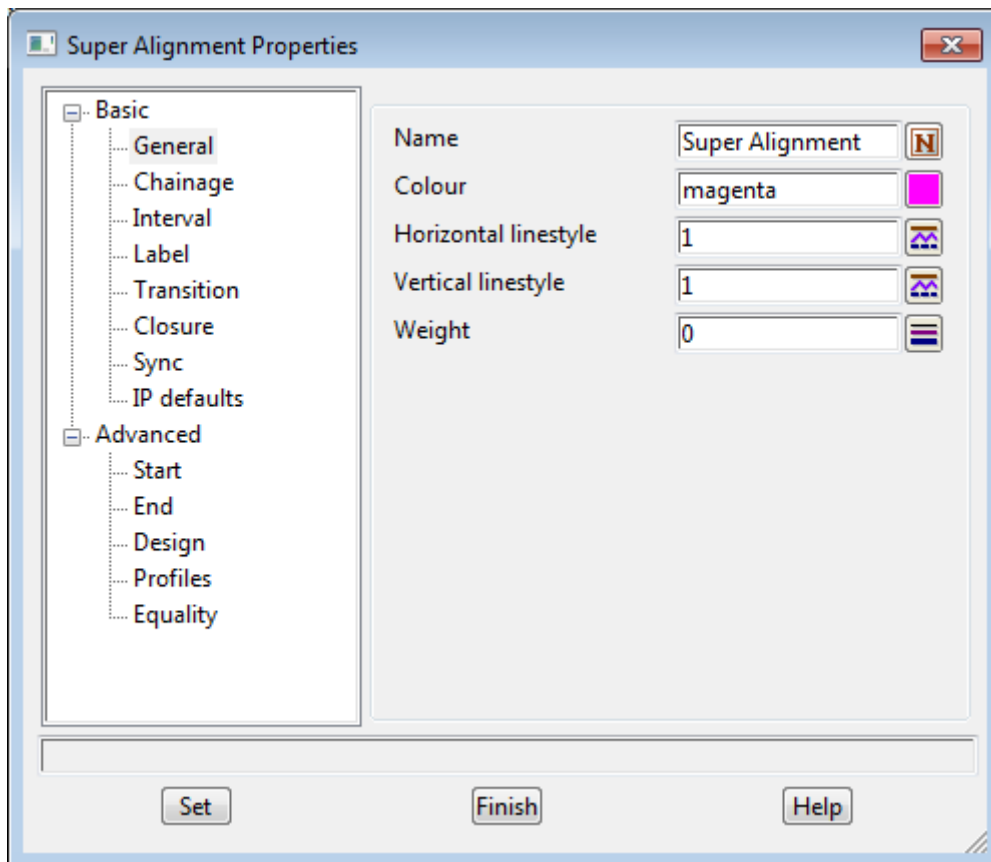 Super Alignment Properties
Basic
General
Chainage
Interval
Label
Transition
Closure
Sync
IP defaults
Advanced
Start
End
Design
Profiles
Equality
Name Super Alignment N
Colour magenta
Horizontal linestyle 1
Vertical linestyle 1
Weight 0
Set Finish Help